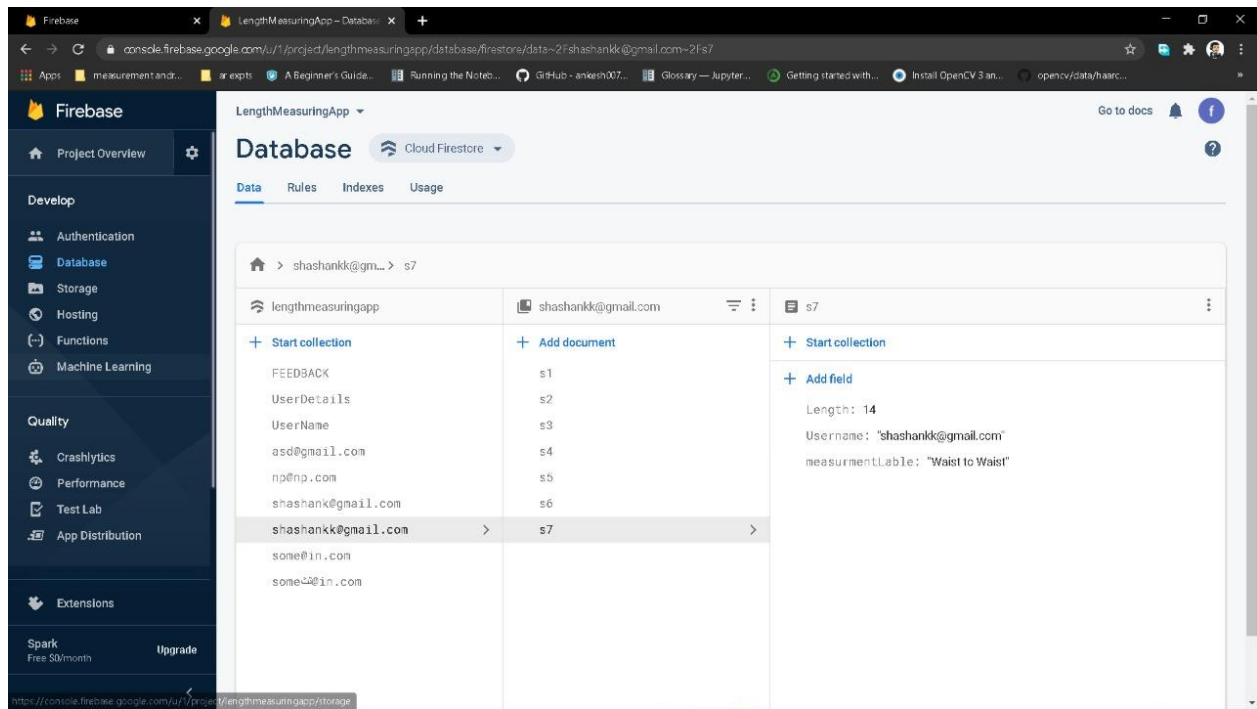 Firebase
LengthMeasuringApp – Database
console.firebase.google.com/u/1/project/lengthmeasuringapp/database/firestore/data~2Fshashankk@gmail.com~2Fs7
Apps measurementandr... ar expts A Beginner's Guide... Running the Noteb... GitHub - ankesh007... Glossary — Jupyter... Getting started with... Install OpenCV 3 an... opencv/data/haarc... »
Firebase
LengthMeasuringApp
Go to docs
f
Project Overview
Database
Cloud Firestore
Data Rules Indexes Usage
Develop
Authentication
Database
Storage
Hosting
Functions
Machine Learning
Quality
Crashlytics
Performance
Test Lab
App Distribution
Extensions
Spark
Free $0/month
Upgrade
shashankk@gm... > s7
lengthmeasuringapp
Start collection
FEEDBACK
UserDetails
UserName
asd@gmail.com
np@np.com
shashank@gmail.com
shashankk@gmail.com
some@in.com
@in.com
shashankk@gmail.com
Add document
s1
s2
s3
s4
s5
s6
s7
s7
Start collection
Add field
Length: 14
Username: "shashankk@gmail.com"
measurmentLable: "Waist to Waist"
https://console.firebase.google.com/u/1/project/lengthmeasuringapp/storage